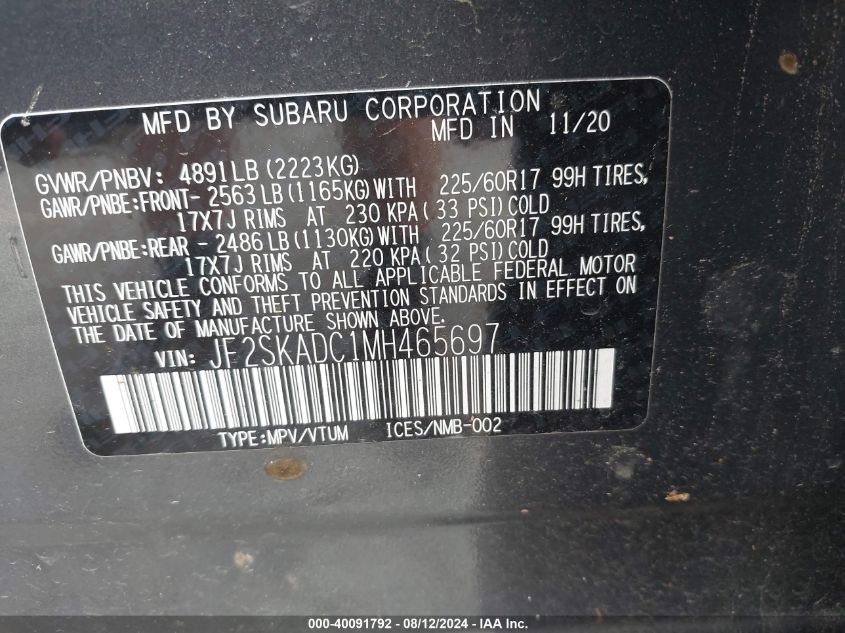 MFD BY SUBARU CORPORATION
MFD IN 11/20
GVWR/PNBV: 4891LB (2223KG)
GAWR/PNBE:FRONT- 2563 LB (1165KG) WITH 225/60R17 99H TIRES,
17X7J RIMS AT 230 KPA( 33 PSI) COLD
GAWR/PNBE:REAR - 2486 LB (1130KG) WITH 225/60R17 99H TIRES,
17X7J RIMS AT 220 KPA( 32 PSI) COLD
THIS VEHICLE CONFORMS TO ALL APPLICABLE FEDERAL MOTOR
VEHICLE SAFETY AND THEFT PREVENTION STANDARDS IN EFFECT ON
THE DATE OF MANUFACTURE SHOWN ABOVE.
VIN: JF2SKADC1MH465697
TYPE:MPV/VTUM ICES/NMB-002
000-40091792 - 08/12/2024 - IAA Inc.